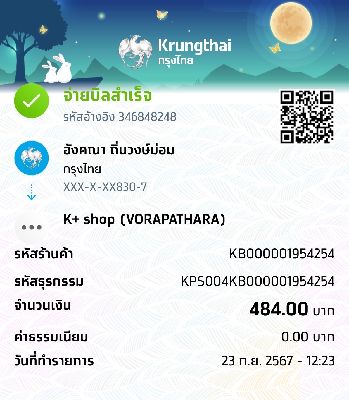 Krungthai
กรุงไทย
จ่ายบิลสำเร็จ
รหัสอ้างอิง 346848248
อังคณา ถิ่นวงษ์ม่อม
กรุงไทย
XXX-X-XX830-7
K+ shop (VORAPATHARA)
รหัสร้านค้า KB000001954254
รหัสธุรกรรม KPS004KB000001954254
จำนวนเงิน 484.00 บาท
ค่าธรรมเนียม 0.00 บาท
วันที่ทำรายการ 23 ก.ย. 2567 - 12:23